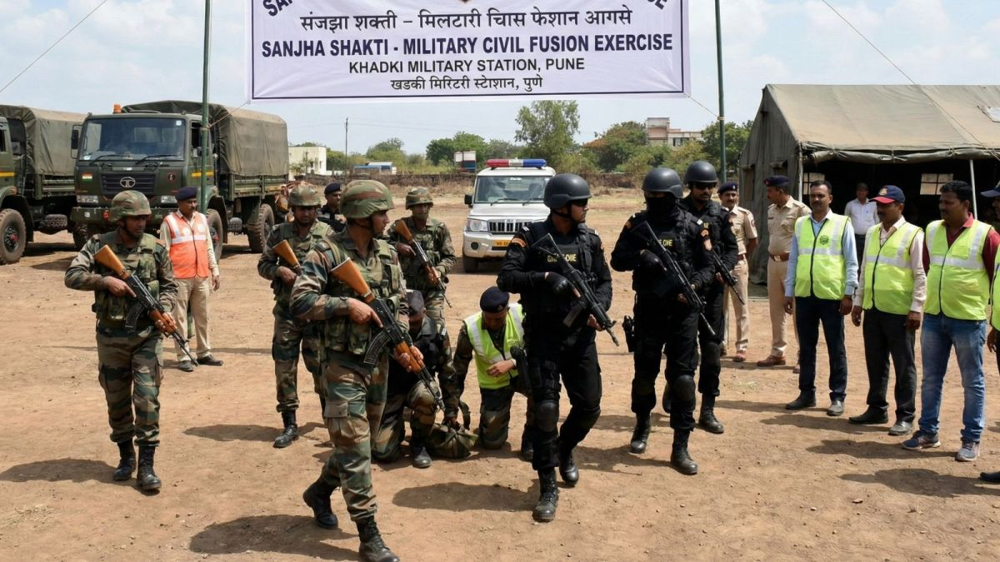 संजझा शक्ती – मिलटारी चिास फेशान आगसे
SANJHA SHAKTI - MILITARY CIVIL FUSION EXERCISE
KHADKI MILITARY STATION, PUNE
खडकी मिरिटरी स्टेाशान, पुणे